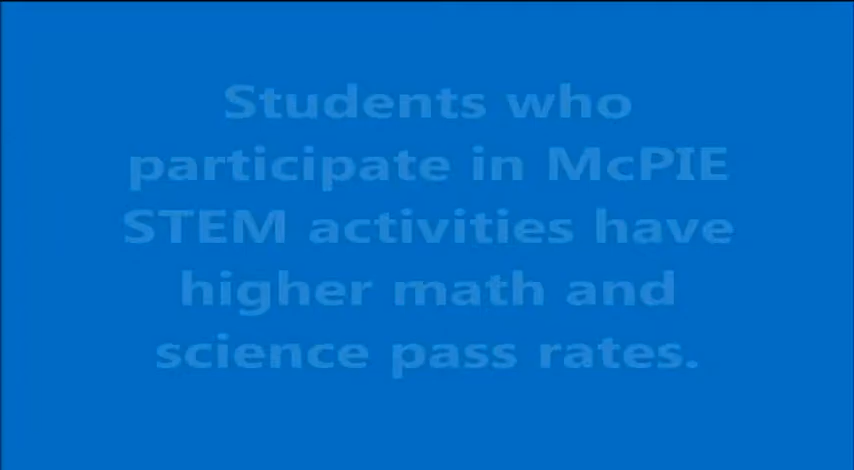 Students who
participate in McPIE
STEM activities have
higher math and
science pass rates.